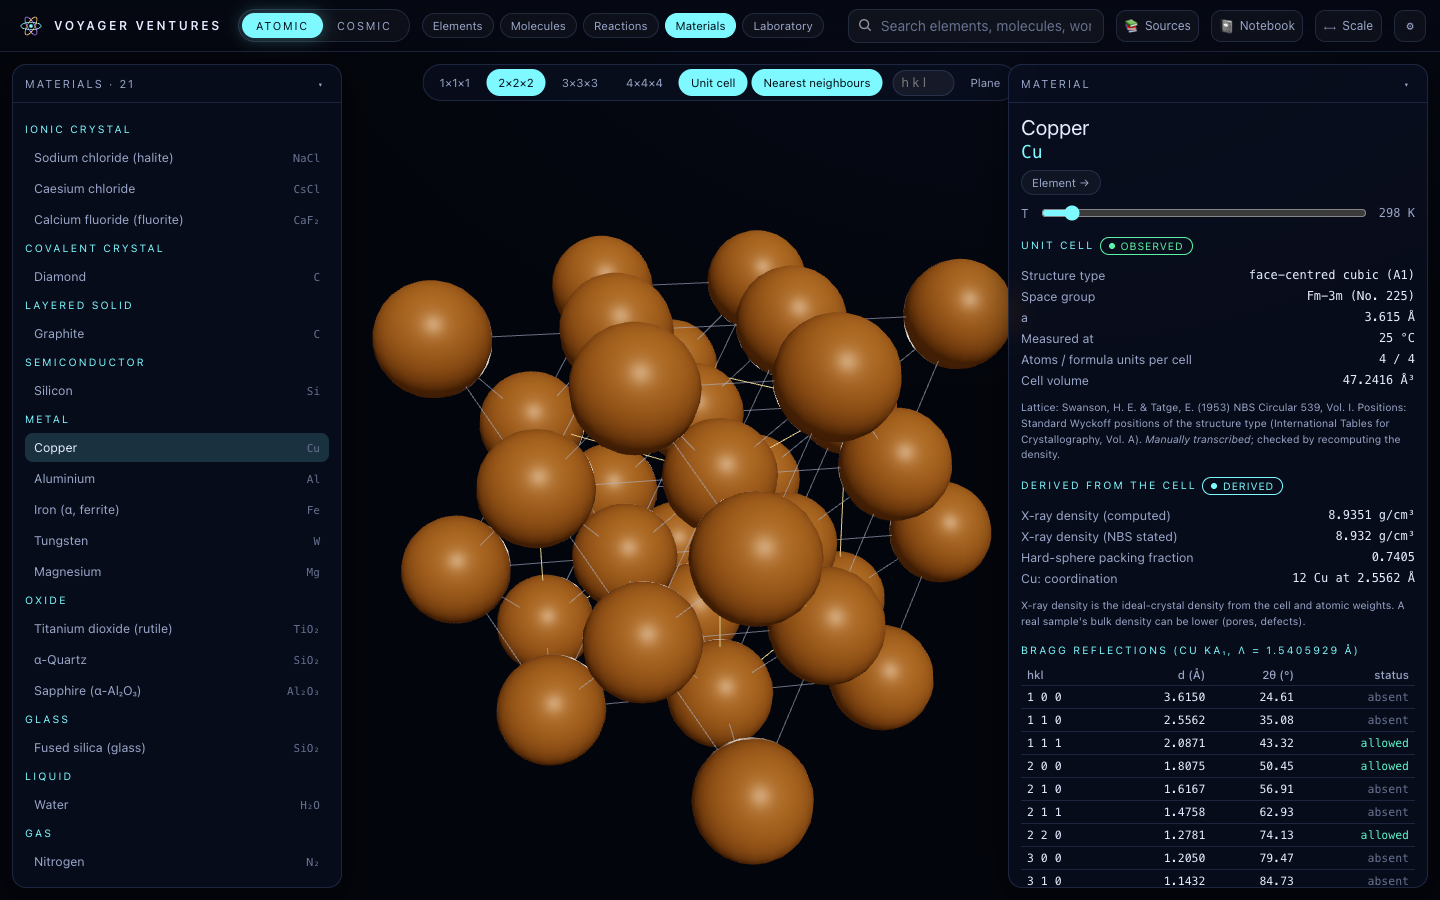 VOYAGER VENTURES
ATOMIC COSMIC
Elements Molecules Reactions Materials Laboratory
Search elements, molecules, wor
Sources Notebook Scale
MATERIALS · 21
IONIC CRYSTAL
Sodium chloride (halite) NaCl
Caesium chloride CsCl
Calcium fluoride (fluorite) CaF₂
COVALENT CRYSTAL
Diamond C
LAYERED SOLID
Graphite C
SEMICONDUCTOR
Silicon Si
METAL
Copper Cu
Aluminium Al
Iron (α, ferrite) Fe
Tungsten W
Magnesium Mg
OXIDE
Titanium dioxide (rutile) TiO₂
α-Quartz SiO₂
Sapphire (α-Al₂O₃) Al₂O₃
GLASS
Fused silica (glass) SiO₂
LIQUID
Water H₂O
GAS
Nitrogen N₂
1×1×1 2×2×2 3×3×3 4×4×4 Unit cell Nearest neighbours h k l Plane
MATERIAL
Copper
Cu
Element →
T 298 K
UNIT CELL OBSERVED
Structure type face-centred cubic (A1)
Space group Fm-3m (No. 225)
a 3.615 Å
Measured at 25 °C
Atoms / formula units per cell 4 / 4
Cell volume 47.2416 Å³
Lattice: Swanson, H. E. & Tatge, E. (1953) NBS Circular 539, Vol. I. Positions:
Standard Wyckoff positions of the structure type (International Tables for
Crystallography, Vol. A). Manually transcribed; checked by recomputing the
density.
DERIVED FROM THE CELL DERIVED
X-ray density (computed) 8.9351 g/cm³
X-ray density (NBS stated) 8.932 g/cm³
Hard-sphere packing fraction 0.7405
Cu: coordination 12 Cu at 2.5562 Å
X-ray density is the ideal-crystal density from the cell and atomic weights. A
real sample's bulk density can be lower (pores, defects).
BRAGG REFLECTIONS (CU KΑ₁, Λ = 1.5405929 Å)
hkl d (Å) 2θ (°) status
1 0 0 3.6150 24.61 absent
1 1 0 2.5562 35.08 absent
1 1 1 2.0871 43.32 allowed
2 0 0 1.8075 50.45 allowed
2 1 0 1.6167 56.91 absent
2 1 1 1.4758 62.93 absent
2 2 0 1.2781 74.13 allowed
3 0 0 1.2050 79.47 absent
3 1 0 1.1432 84.73 absent